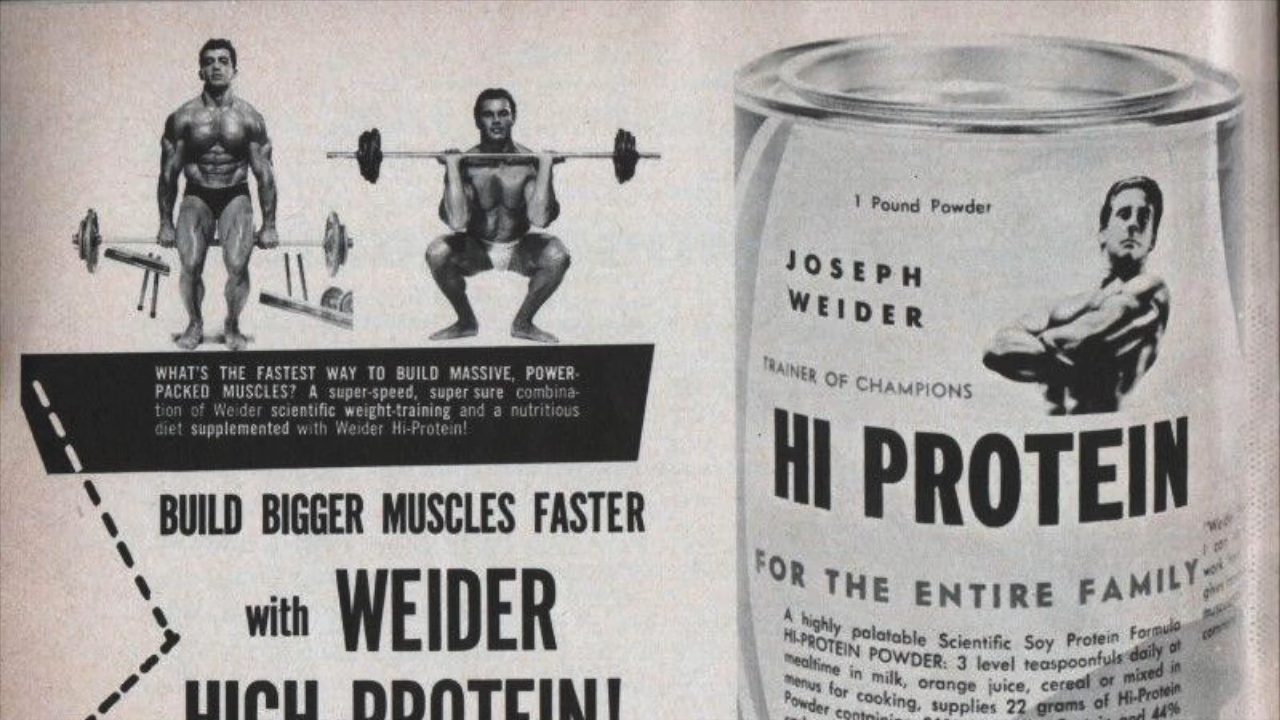 WHAT'S THE FASTEST WAY TO BUILD MASSIVE, POWER-
PACKED MUSCLES? A super-speed, super sure combina-
tion of Weider scientific weight-training and a nutritious
diet supplemented with Weider Hi-Protein!
BUILD BIGGER MUSCLES FASTER
with WEIDER
HIGH PROTEIN!
1 Pound Powder
JOSEPH
WEIDER
TRAINER OF CHAMPIONS
HI PROTEIN
FOR THE ENTIRE FAMILY
A highly palatable Scientific Soy Protein Formula
HI-PROTEIN POWDER: 3 level teaspoonfuls daily at
mealtime in milk, orange juice, cereal or mixed in
menus for cooking, supplies 22 grams of Hi-Protein
Powder
44%